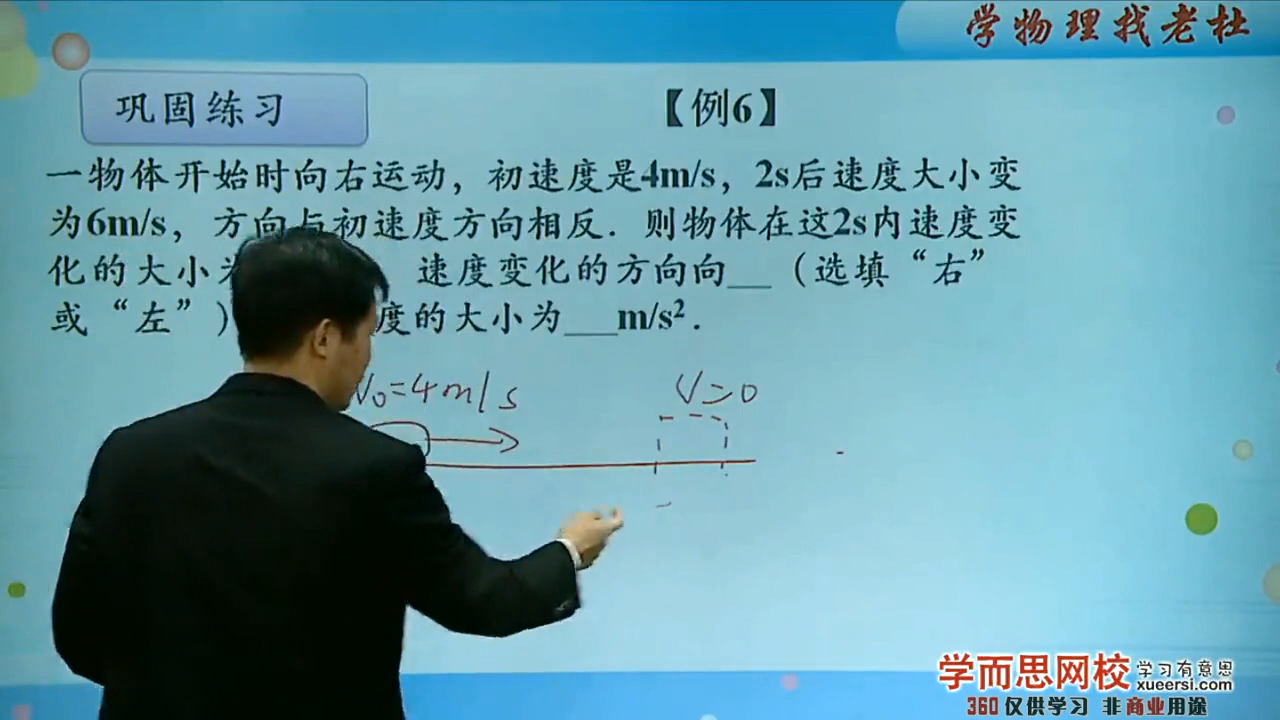 学物理找老杜
巩固练习
【例6】
一物体开始时向右运动，初速度是4m/s，2s后速度大小变
为6m/s，方向与初速度方向相反．则物体在这2s内速度变
化的大小为 速度变化的方向向__（选填“右”
或“左”） 度的大小为___m/s²．
V₀=4m/s
V=0
学而思网校 学习有意思
xueersi.com
360 仅供学习 非商业用途